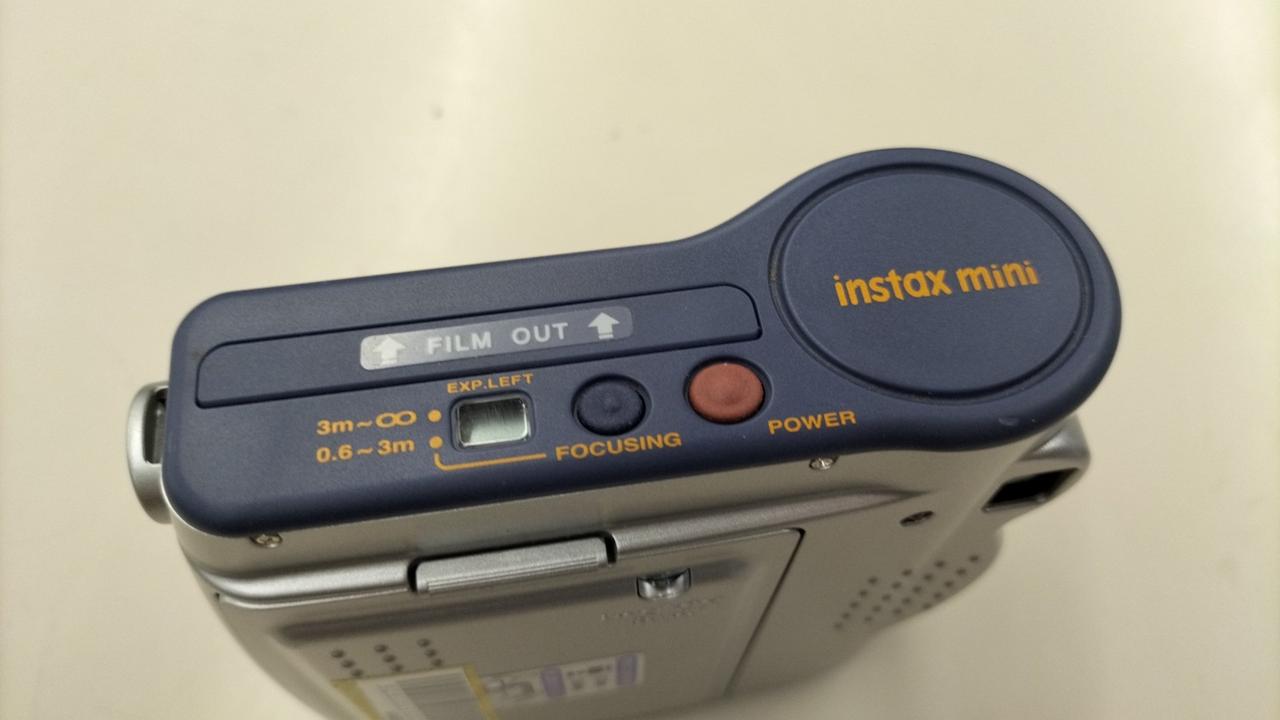 instax mini
FILM OUT
EXP.LEFT
3m~∞
0.6~3m
FOCUSING
POWER